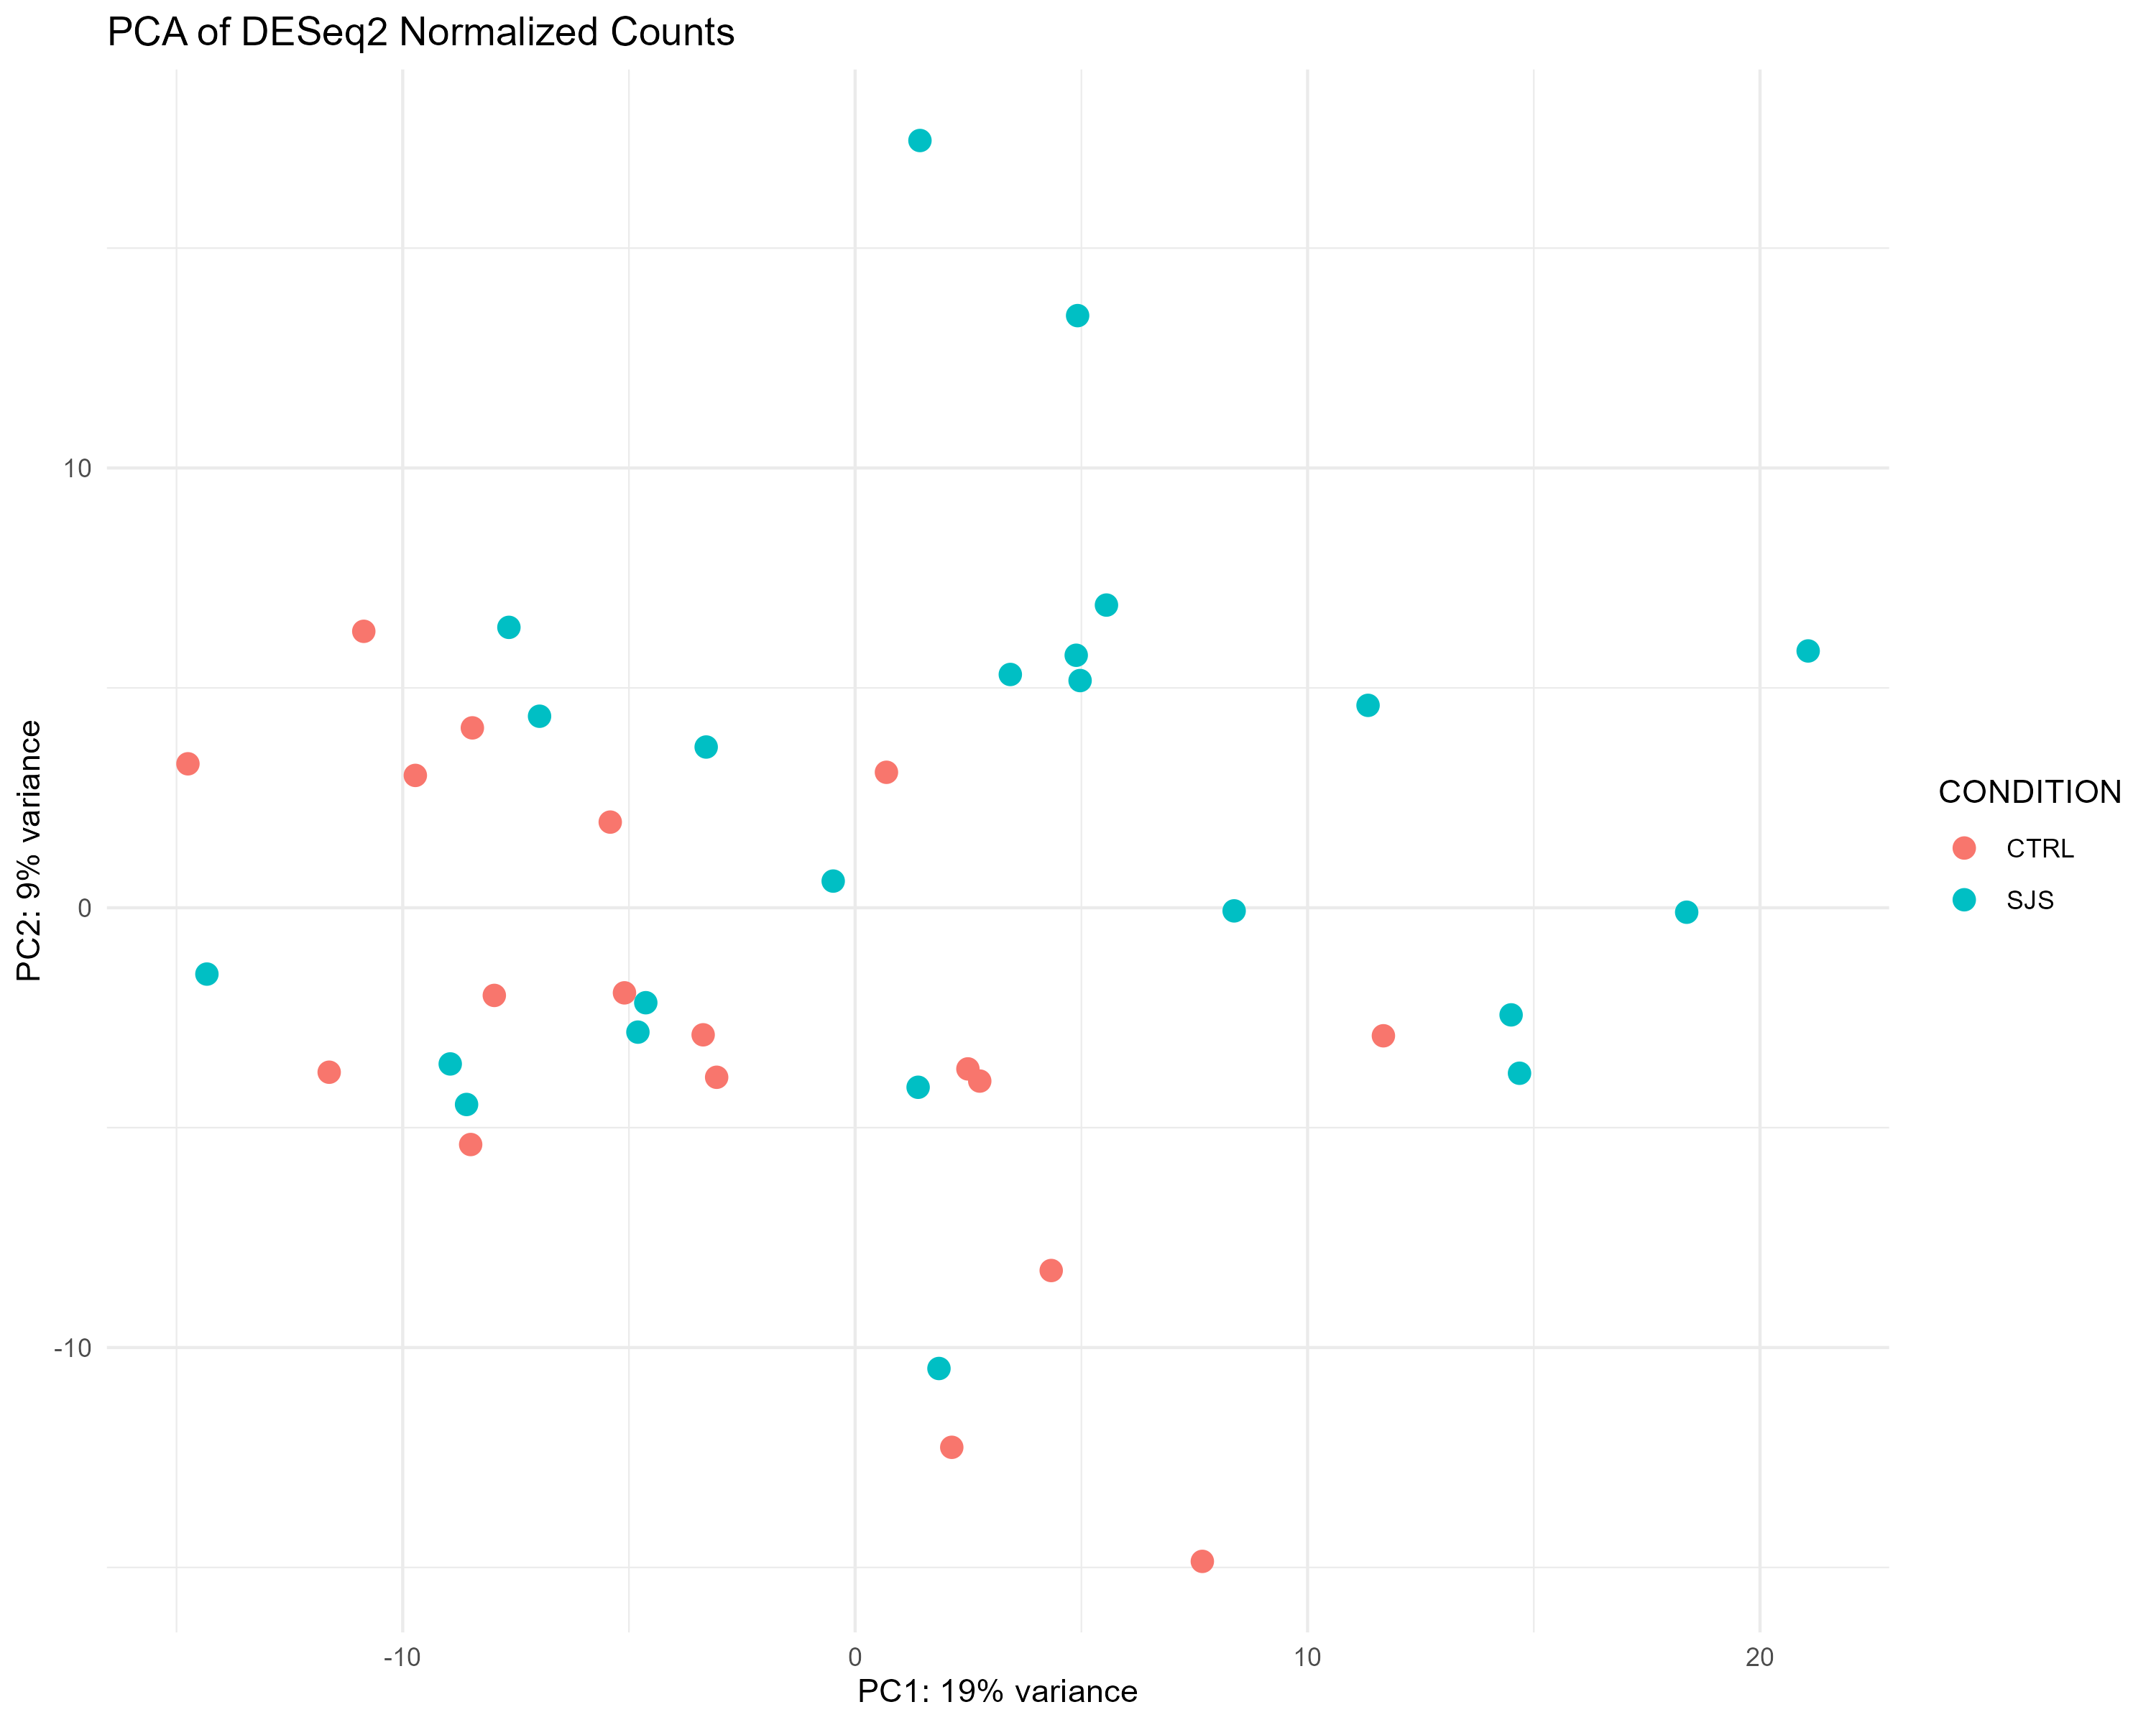 PCA of DESeq2 Normalized Counts
10
0
-10
PC2: 9% variance
-10
0
10
20
PC1: 19% variance
CONDITION
CTRL
SJS